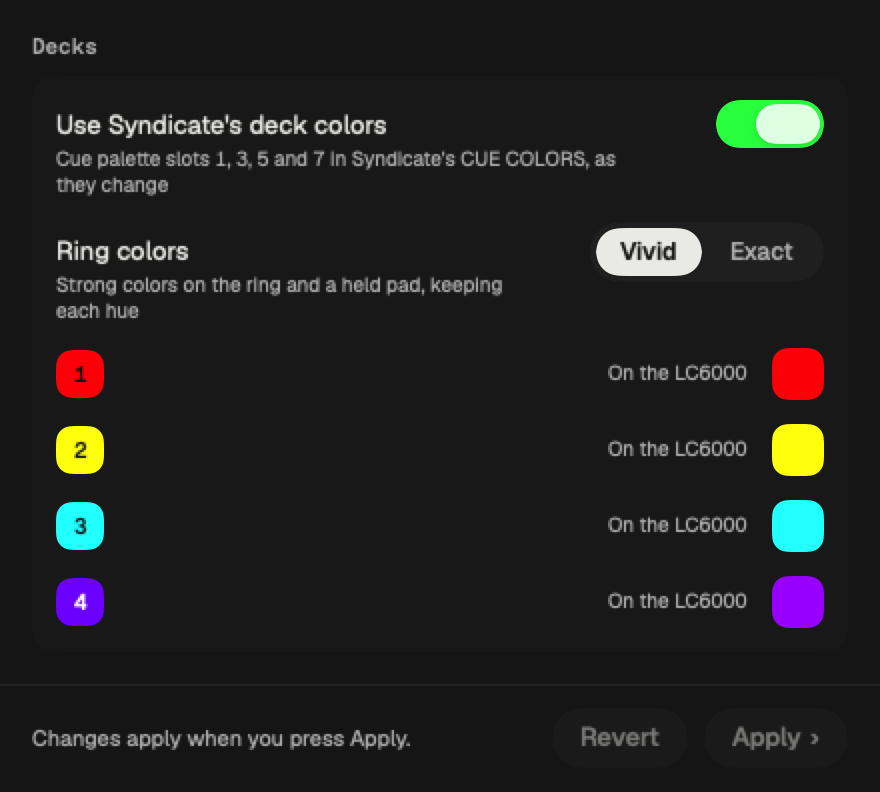 Decks
Use Syndicate's deck colors
Cue palette slots 1, 3, 5 and 7 in Syndicate's CUE COLORS, as
they change
Ring colors
Vivid
Exact
Strong colors on the ring and a held pad, keeping
each hue
1
On the LC6000
2
On the LC6000
3
On the LC6000
4
On the LC6000
Changes apply when you press Apply.
Revert
Apply ›